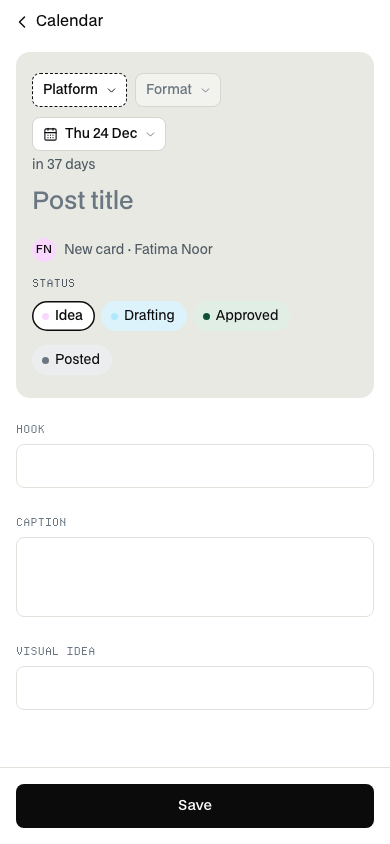 Calendar
Platform Format
Thu 24 Dec
in 37 days
Post title
FN New card · Fatima Noor
STATUS
Idea Drafting Approved
Posted
HOOK
CAPTION
VISUAL IDEA
Save